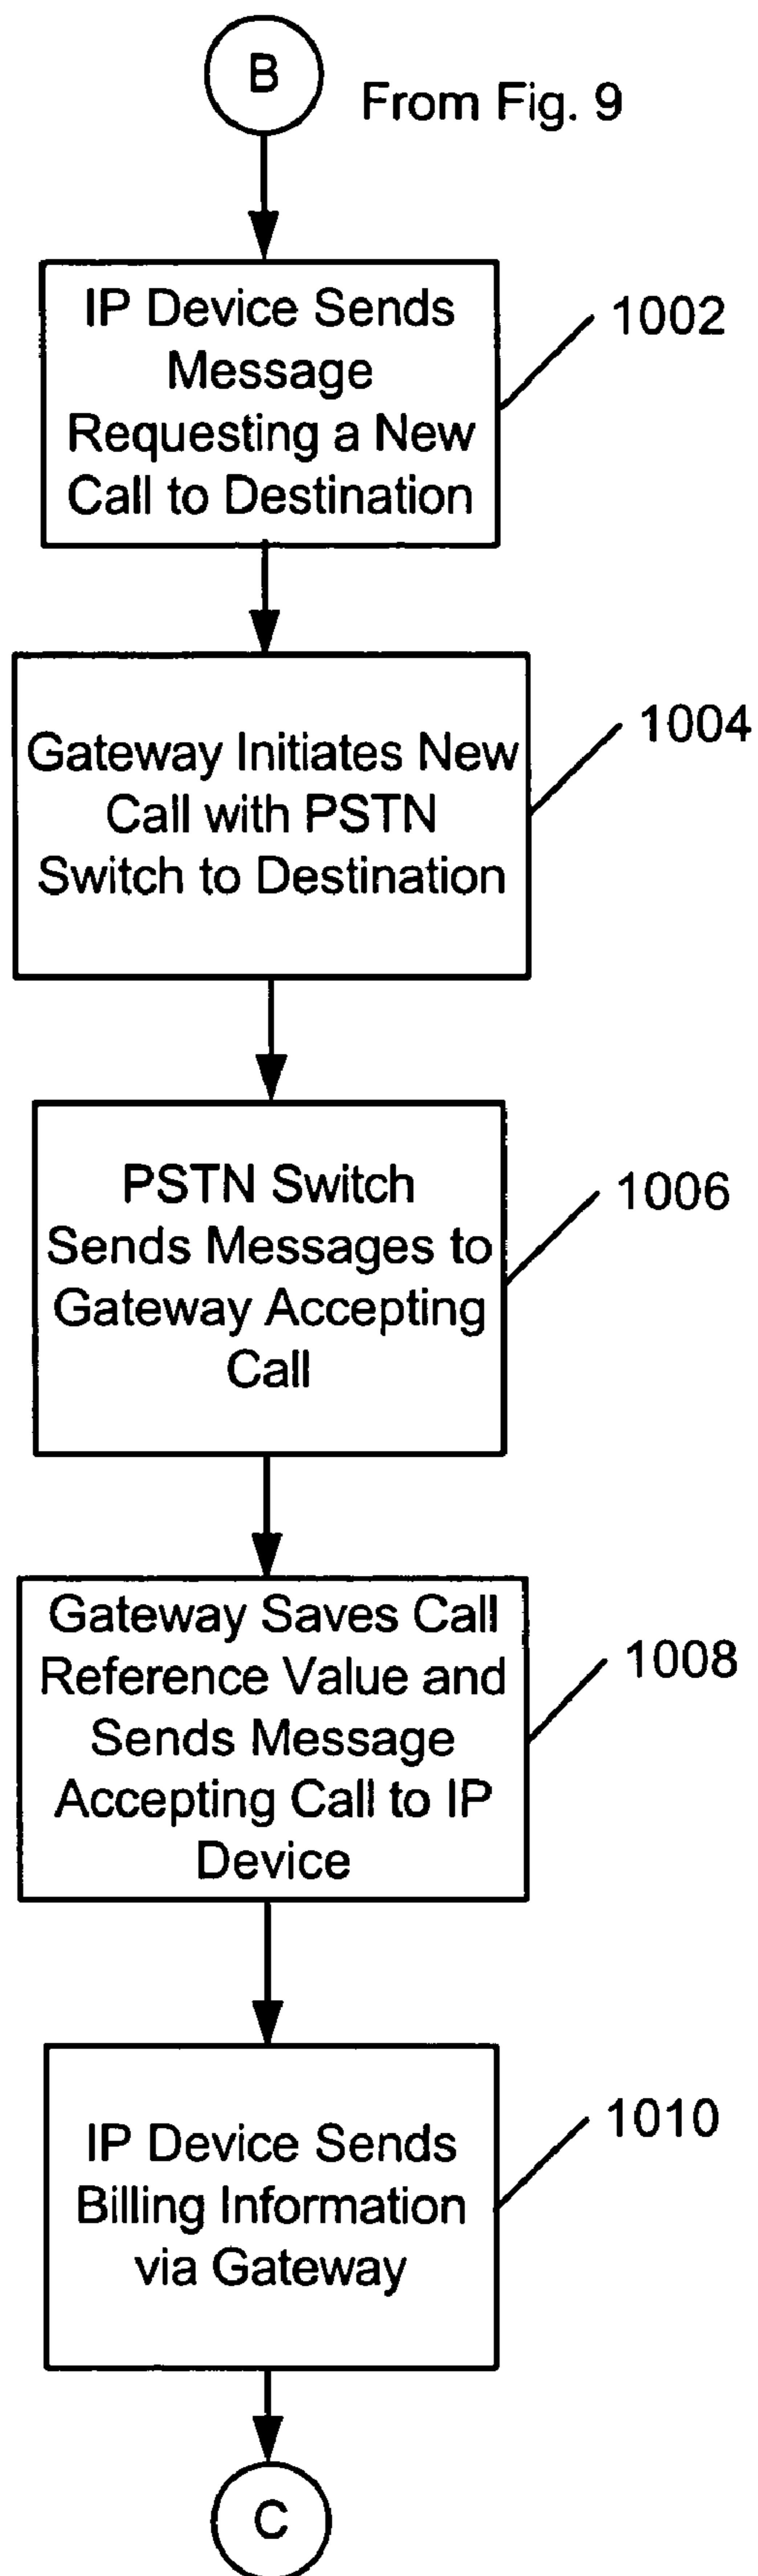 B
From Fig. 9
IP Device Sends
Message
Requesting a New
Call to Destination
1002
Gateway Initiates New
Call with PSTN
Switch to Destination
1004
PSTN Switch
Sends Messages to
Gateway Accepting
Call
1006
Gateway Saves Call
Reference Value and
Sends Message
Accepting Call to IP
Device
1008
IP Device Sends
Billing Information
via Gateway
1010
C